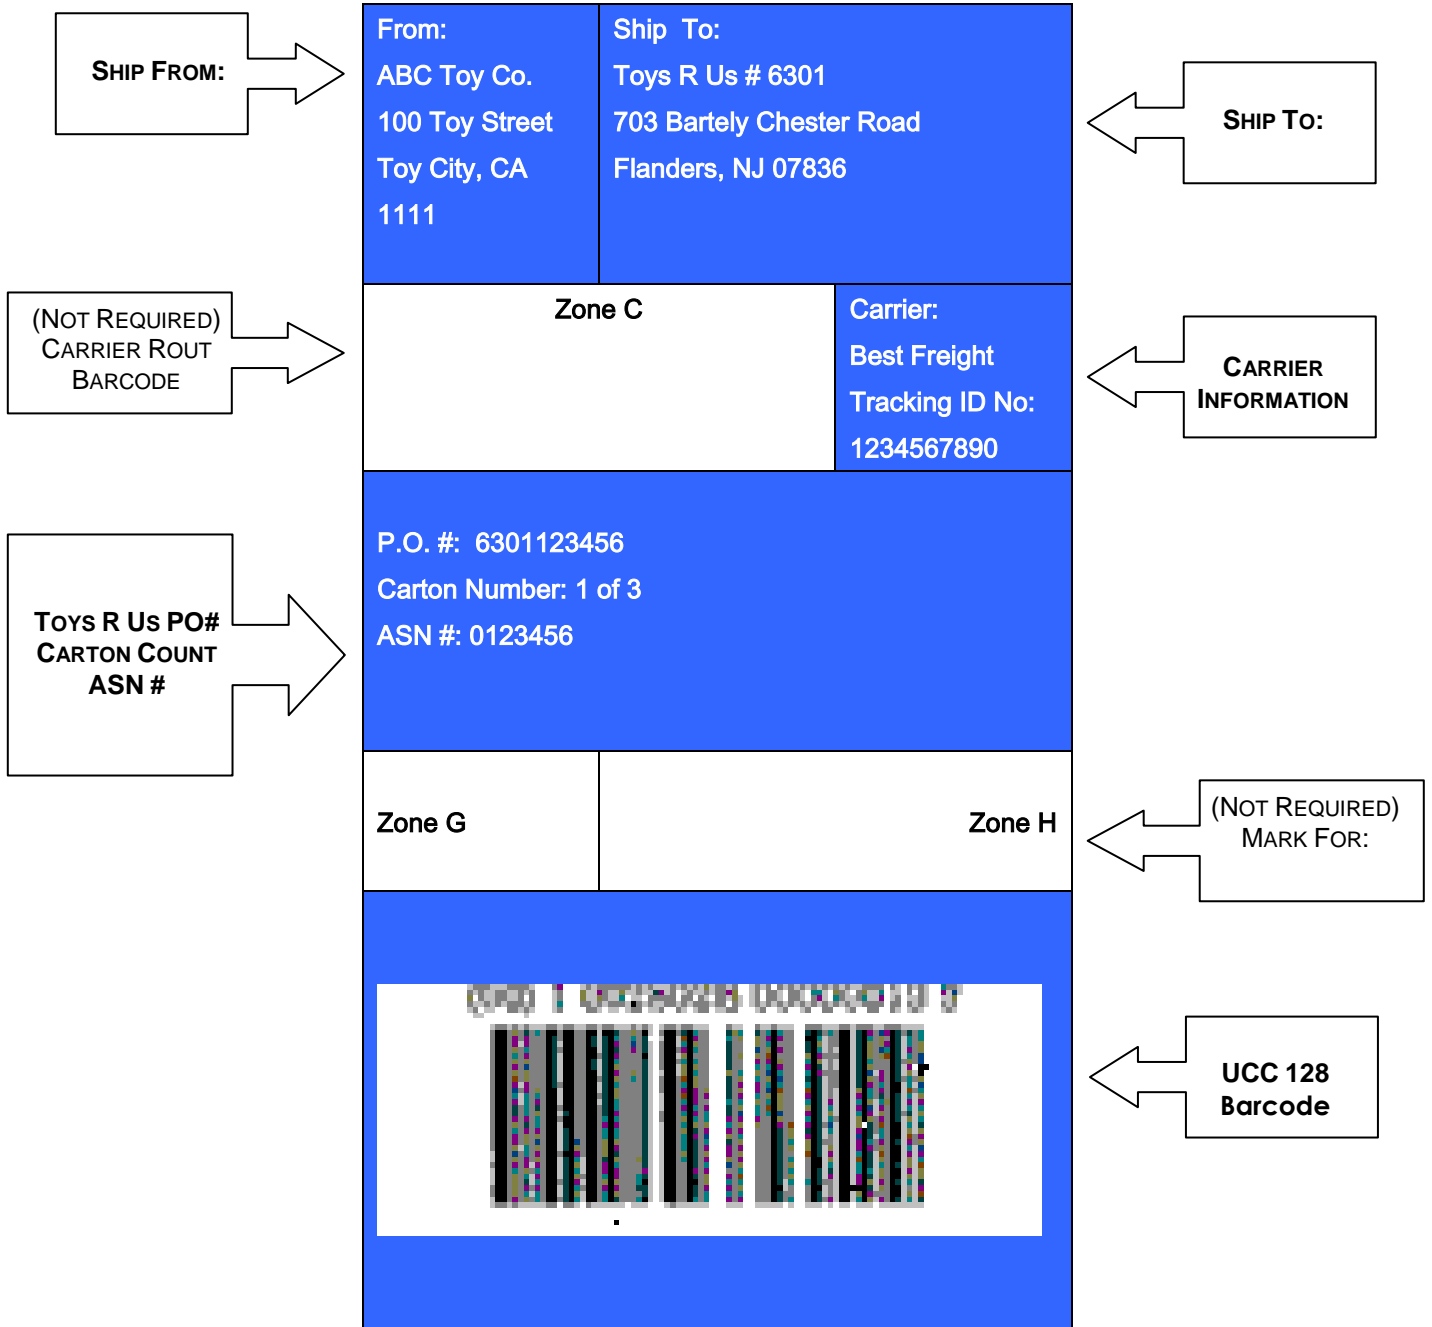 SHIP FROM:
From:
ABC Toy Co.
100 Toy Street
Toy City, CA
1111
Ship To:
Toys R Us # 6301
703 Bartely Chester Road
Flanders, NJ 07836
SHIP TO:
(NOT REQUIRED)
CARRIER ROUT
BARCODE
Zone C
Carrier:
Best Freight
Tracking ID No:
1234567890
CARRIER
INFORMATION
TOYS R US PO#
CARTON COUNT
ASN #
P.O. #: 6301123456
Carton Number: 1 of 3
ASN #: 0123456
Zone G
Zone H
(NOT REQUIRED)
MARK FOR:
UCC 128
Barcode